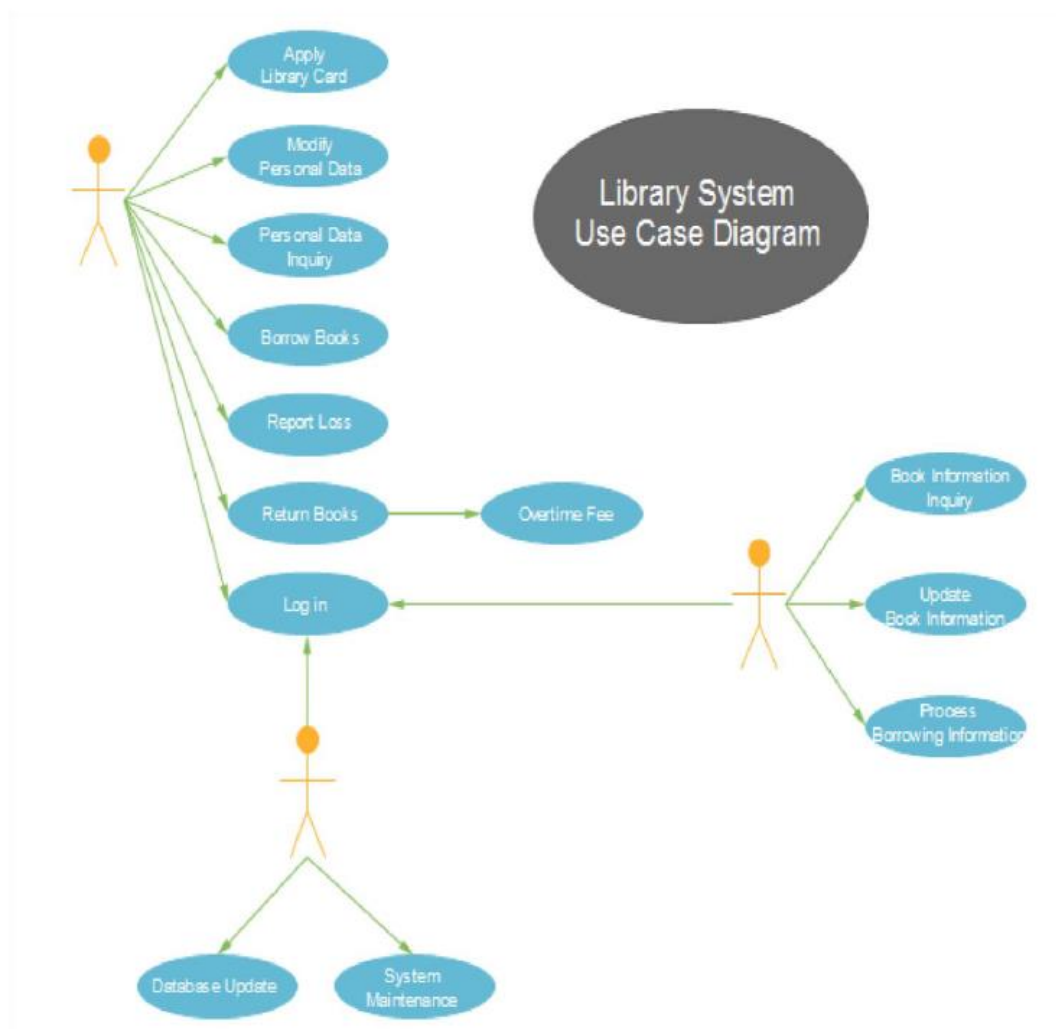 Apply
Library Card
Modify
Personal Data
Library System
Use Case Diagram
Personal Data
Inquiry
Borrow Books
Report Loss
Return Books
Overtime Fee
Book Information
Inquiry
Log in
Update
Book Information
Process
Borrowing Information
Database Update
System
Maintenance